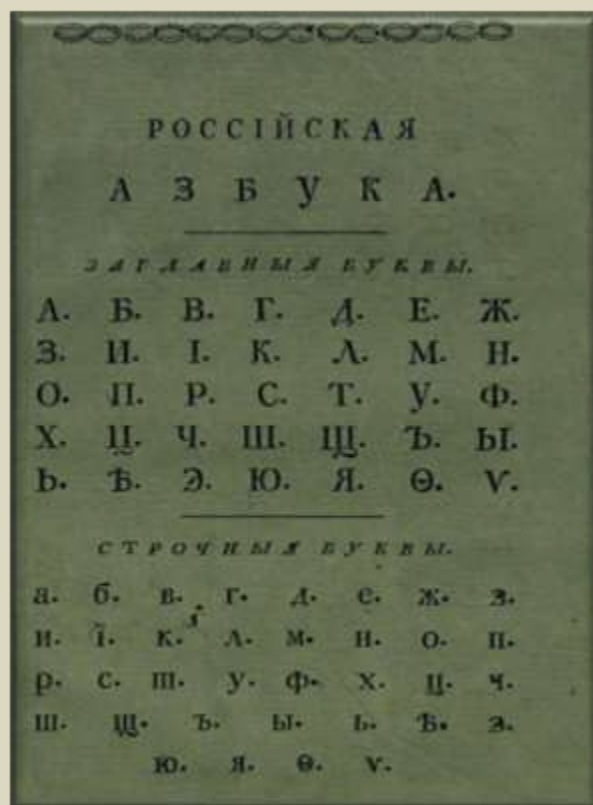 РОССІЙСКАЯ
АЗБУКА.
ЗАГЛАВНЫЯ БУКВЫ.
А. Б. В. Г. Д. Е. Ж.
З. И. І. К. Л. М. Н.
О. П. Р. С. Т. У. Ф.
Х. Ц. Ч. Ш. Щ. Ъ. Ы.
Ь. Ѣ. Э. Ю. Я. Ѳ. Ѵ.
СТРОЧНЫЯ БУКВЫ.
а. б. в. г. д. е. ж. з.
и. ї. к. л. м. н. о. п.
р. с. т. у. ф. х. ц. ч.
ш. щ. ъ. ы. ь. ѣ. э.
ю. я. ѳ. ѵ.